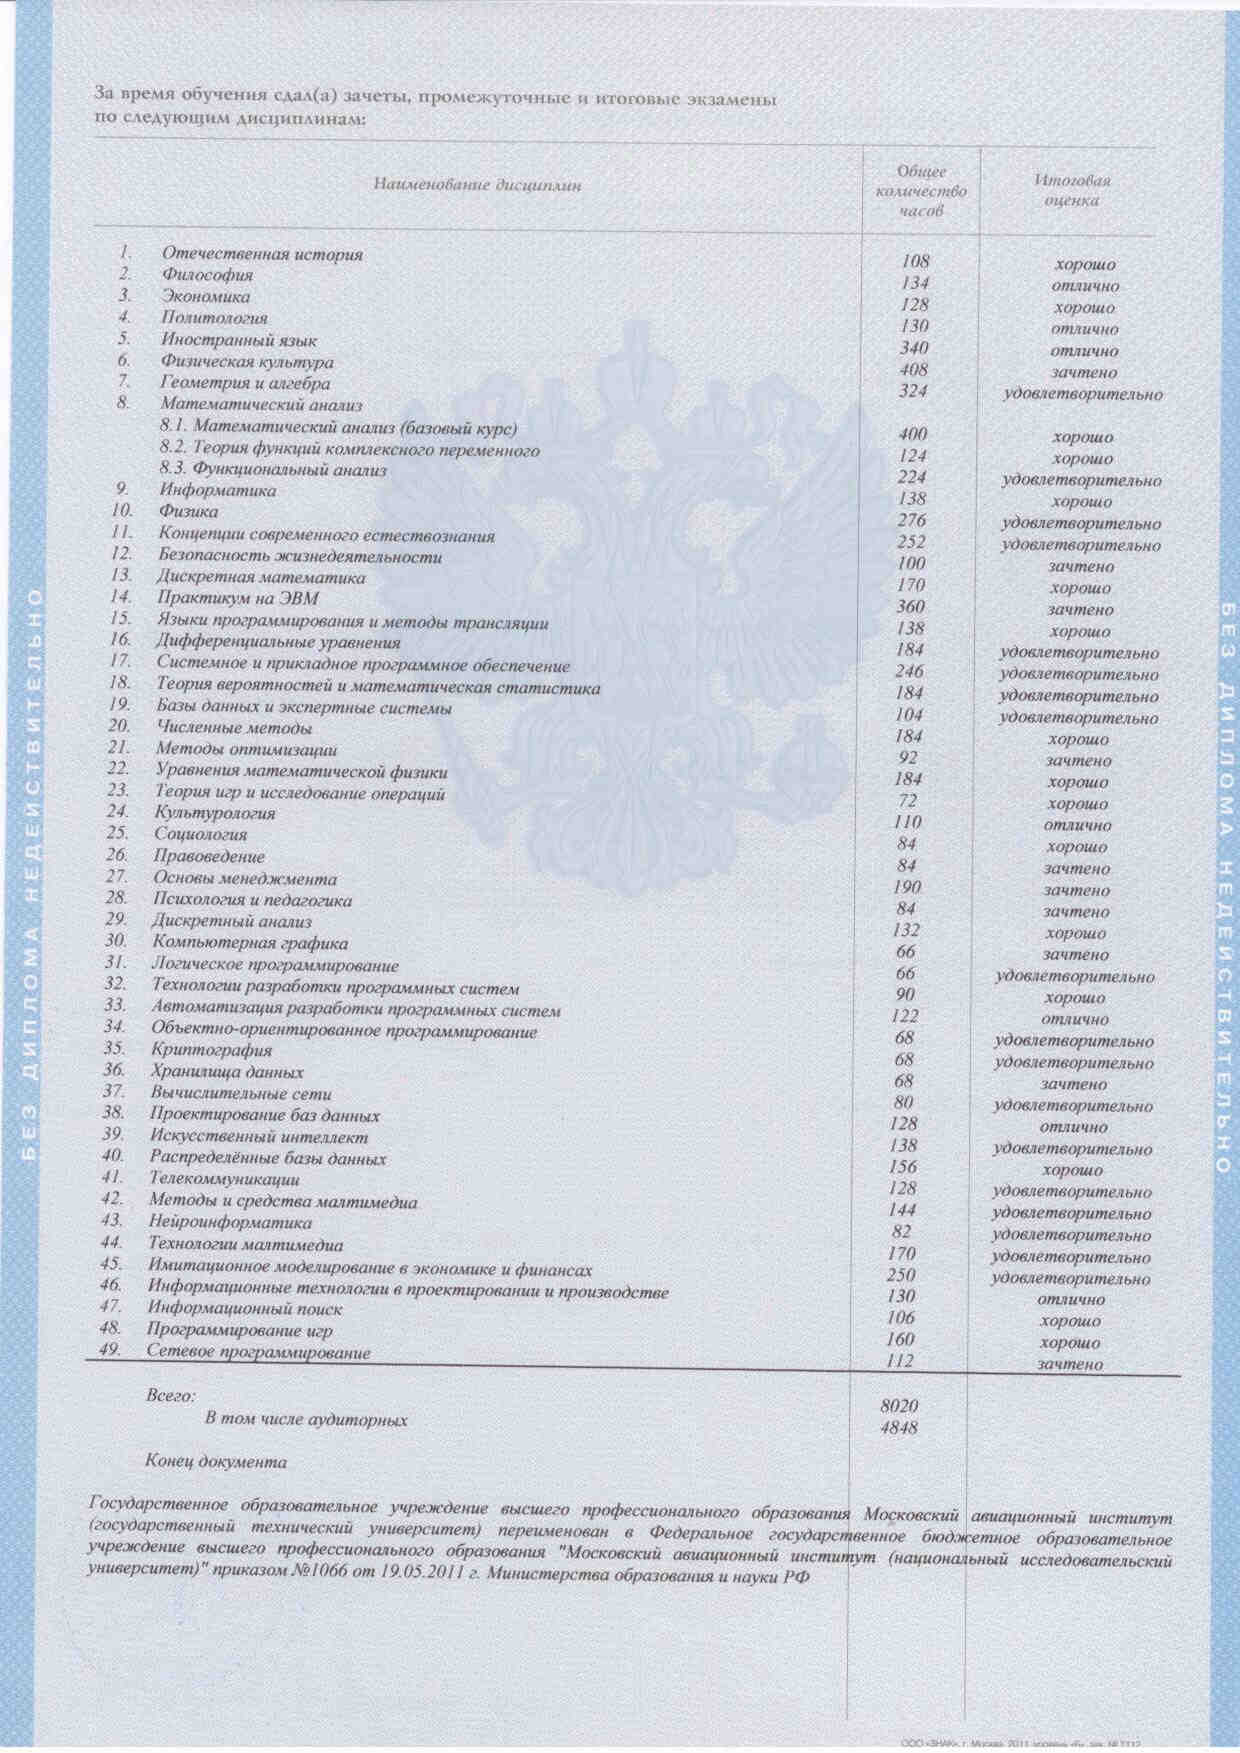 За время обучения сдал(а) зачеты, промежуточные и итоговые экзамены
по следующим дисциплинам:
Наименование дисциплин
Общее
количество
часов
Итоговая
оценка
1. Отечественная история 108 хорошо
2. Философия 134 отлично
3. Экономика 128 хорошо
4. Политология 130 отлично
5. Иностранный язык 340 отлично
6. Физическая культура 408 зачтено
7. Геометрия и алгебра 324 удовлетворительно
8. Математический анализ
8.1. Математический анализ (базовый курс) 400 хорошо
8.2. Теория функций комплексного переменного 124 хорошо
8.3. Функциональный анализ 224 удовлетворительно
9. Информатика 138 хорошо
10. Физика 276 удовлетворительно
11. Концепции современного естествознания 252 удовлетворительно
12. Безопасность жизнедеятельности 100 зачтено
13. Дискретная математика 170 хорошо
14. Практикум на ЭВМ 360 зачтено
15. Языки программирования и методы трансляции 138 хорошо
16. Дифференциальные уравнения 184 удовлетворительно
17. Системное и прикладное программное обеспечение 246 удовлетворительно
18. Теория вероятностей и математическая статистика 184 удовлетворительно
19. Базы данных и экспертные системы 104 удовлетворительно
20. Численные методы 184 хорошо
21. Методы оптимизации 92 зачтено
22. Уравнения математической физики 184 хорошо
23. Теория игр и исследование операций 72 хорошо
24. Культурология 110 отлично
25. Социология 84 хорошо
26. Правоведение 84 зачтено
27. Основы менеджмента 190 зачтено
28. Психология и педагогика 84 зачтено
29. Дискретный анализ 132 хорошо
30. Компьютерная графика 66 зачтено
31. Логическое программирование 66 удовлетворительно
32. Технологии разработки программных систем 90 хорошо
33. Автоматизация разработки программных систем 122 отлично
34. Объектно-ориентированное программирование 68 удовлетворительно
35. Криптография 68 удовлетворительно
36. Хранилища данных 68 зачтено
37. Вычислительные сети 80 удовлетворительно
38. Проектирование баз данных 128 отлично
39. Искусственный интеллект 138 удовлетворительно
40. Распределённые базы данных 156 хорошо
41. Телекоммуникации 128 удовлетворительно
42. Методы и средства малтимедиа 144 удовлетворительно
43. Нейроинформатика 82 удовлетворительно
44. Технологии малтимедиа 170 удовлетворительно
45. Имитационное моделирование в экономике и финансах 250 удовлетворительно
46. Информационные технологии в проектировании и производстве 130 отлично
47. Информационный поиск 106 хорошо
48. Программирование игр 160 хорошо
49. Сетевое программирование 112 зачтено
Всего: 8020
В том числе аудиторных 4848
Конец документа
Государственное образовательное учреждение высшего профессионального образования Московский авиационный институт
(государственный технический университет) переименован в Федеральное государственное бюджетное образовательное
учреждение высшего профессионального образования "Московский авиационный институт (национальный исследовательский
университет)" приказом №1066 от 19.05.2011 г. Министерства образования и науки РФ
БЕЗ ДИПЛОМА НЕДЕЙСТВИТЕЛЬНО
БЕЗ ДИПЛОМА НЕДЕЙСТВИТЕЛЬНО
ООО «ЗНАК», г. Москва, 2011